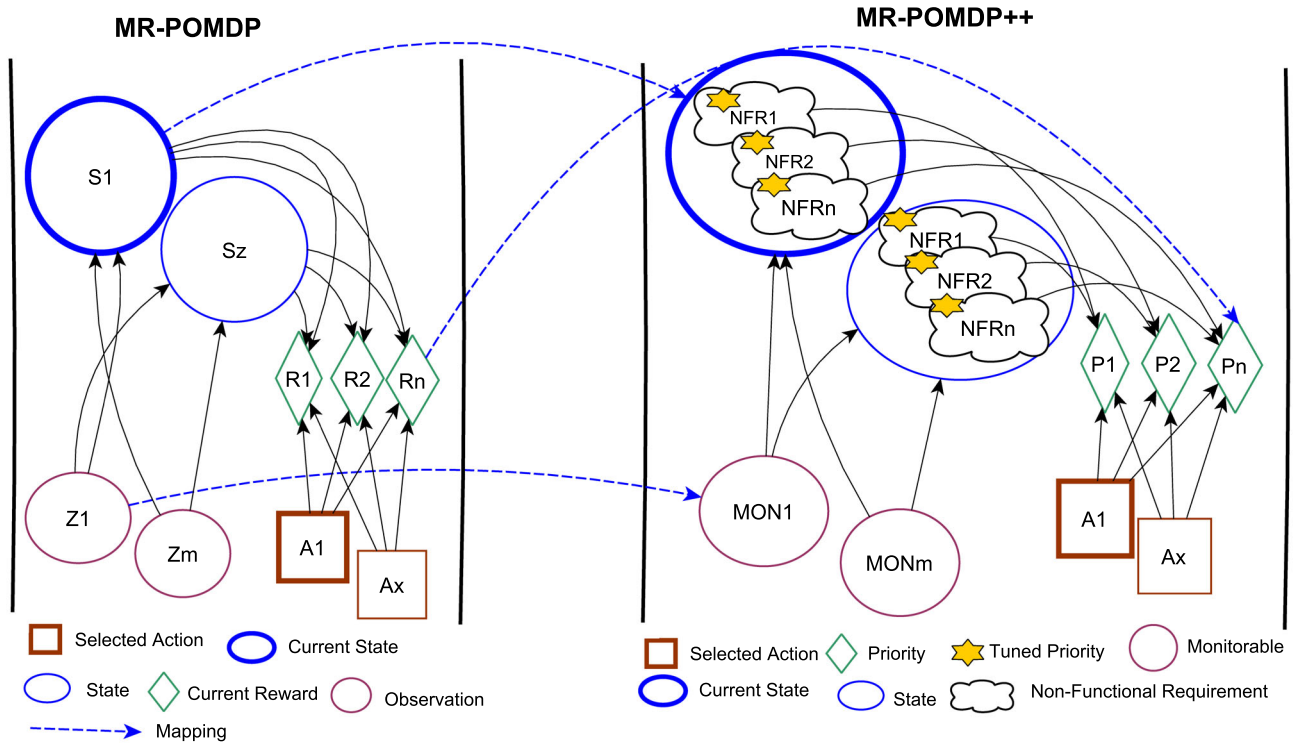 MR-POMDP
S1
Sz
R1
R2
Rn
Z1
Zm
A1
Ax
Selected Action
Current State
State
Current Reward
Observation
Mapping
MR-POMDP++
NFR1
NFR2
NFRn
NFR1
NFR2
NFRn
P1
P2
Pn
MON1
MONm
A1
Ax
Selected Action
Priority
Tuned Priority
Monitorable
Current State
State
Non-Functional Requirement